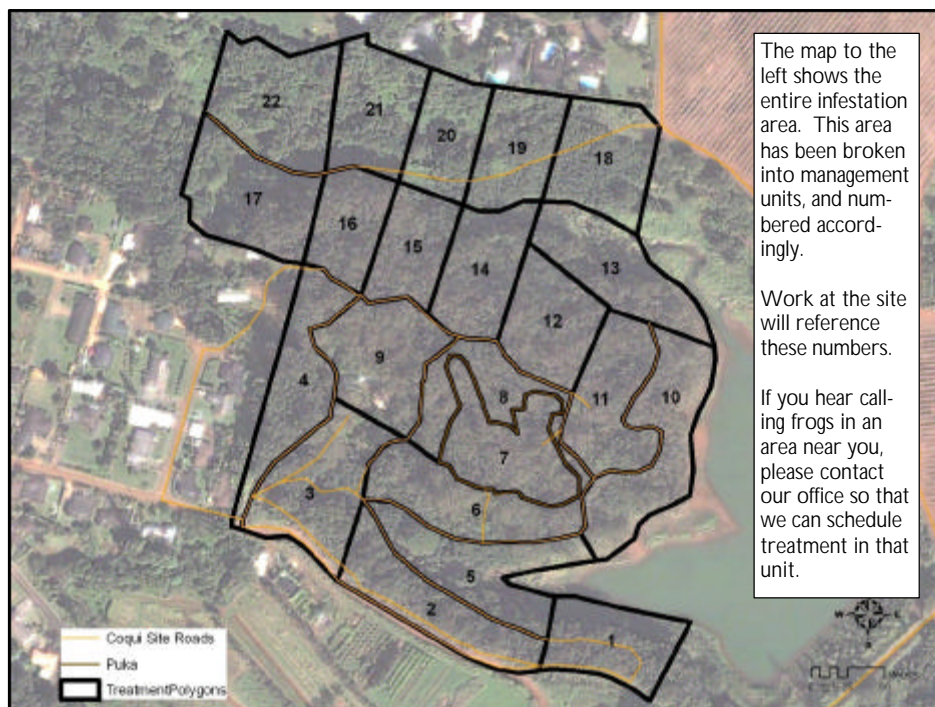 The map to the
left shows the
entire infestation
area. This area
has been broken
into management
units, and num-
bered accord-
ingly.
Work at the site
will reference
these numbers.
If you hear call-
ing frogs in an
area near you,
please contact
our office so that
we can schedule
treatment in that
unit.
22
21
20
19
18
17
16
15
14
13
12
9
4
8
11
10
7
3
6
5
2
1
W E
S
Coqui Site Roads
Puka
TreatmentPolygons